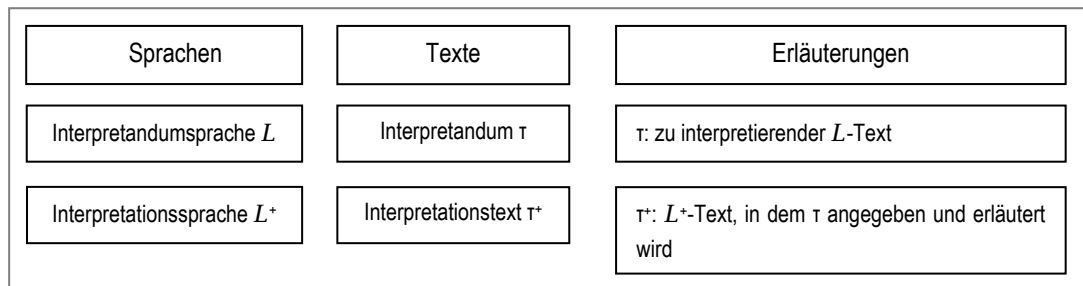 Sprachen
Texte
Erläuterungen
Interpretandumsprache L
Interpretandum τ
τ: zu interpretierender L-Text
Interpretationssprache L⁺
Interpretationstext τ⁺
τ⁺: L⁺-Text, in dem τ angegeben und erläutert
wird